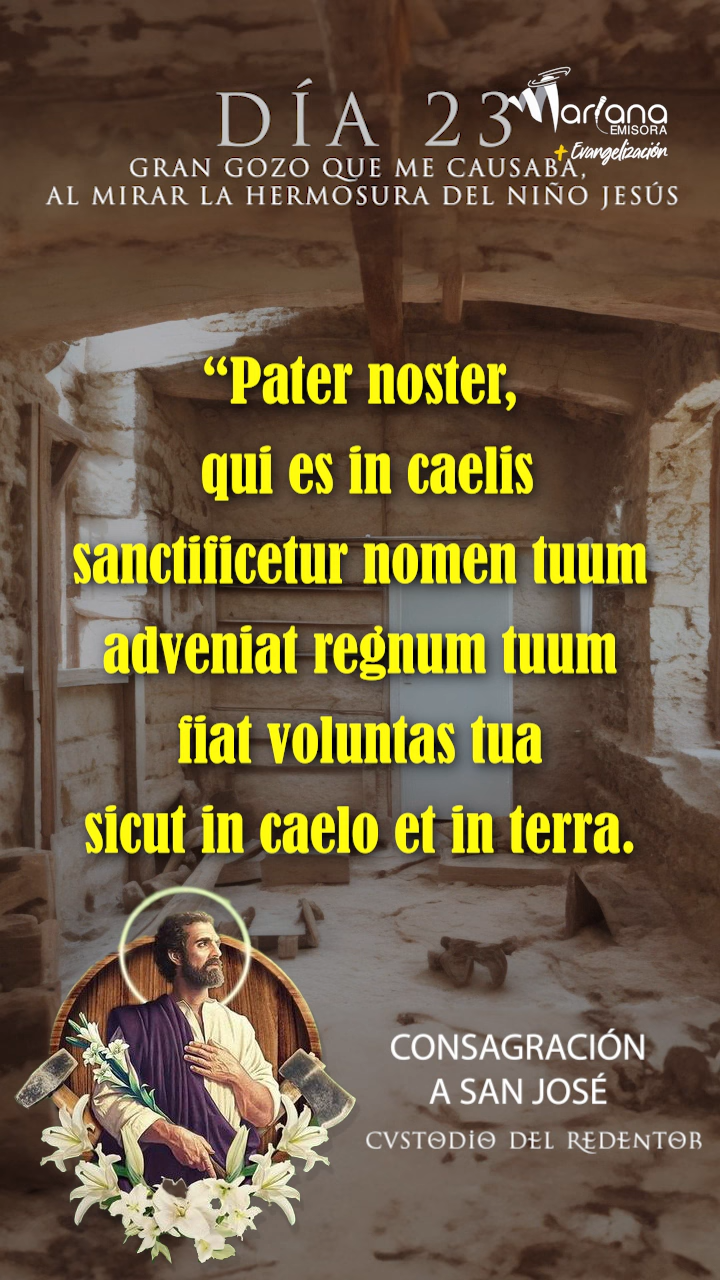 DÍA 23
Mariana
EMISORA
+ Evangelización
GRAN GOZO QUE ME CAUSABA,
AL MIRAR LA HERMOSURA DEL NIÑO JESÚS
“Pater noster,
qui es in caelis
sanctificetur nomen tuum
adveniat regnum tuum
fiat voluntas tua
sicut in caelo et in terra.
CONSAGRACIÓN
A SAN JOSÉ
CVSTODIO DEL REDENTOR